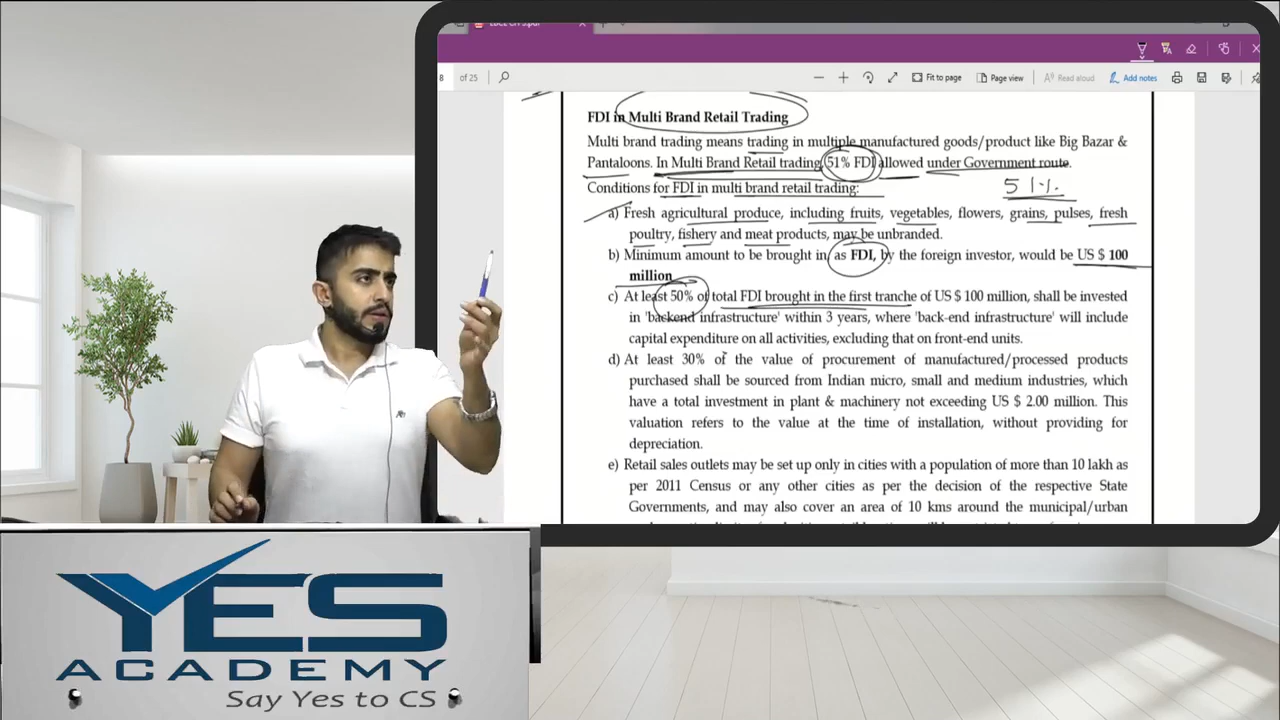 8 of 25
Fit to page
Page view
Read aloud
Add notes
FDI in Multi Brand Retail Trading
Multi brand trading means trading in multiple manufactured goods/product like Big Bazar &
Pantaloons. In Multi Brand Retail trading 51% FDI allowed under Government route.
Conditions for FDI in multi brand retail trading:
51%.
a) Fresh agricultural produce, including fruits, vegetables, flowers, grains, pulses, fresh
poultry, fishery and meat products, may be unbranded.
b) Minimum amount to be brought in, as FDI, by the foreign investor, would be US $ 100
million
c) At least 50% of total FDI brought in the first tranche of US $ 100 million, shall be invested
in 'backend infrastructure' within 3 years, where 'back-end infrastructure' will include
capital expenditure on all activities, excluding that on front-end units.
d) At least 30% of the value of procurement of manufactured/processed products
purchased shall be sourced from Indian micro, small and medium industries, which
have a total investment in plant & machinery not exceeding US $ 2.00 million. This
valuation refers to the value at the time of installation, without providing for
depreciation.
e) Retail sales outlets may be set up only in cities with a population of more than 10 lakh as
per 2011 Census or any other cities as per the decision of the respective State
Governments, and may also cover an area of 10 kms around the municipal/urban
YES
ACADEMY
Say Yes to CS